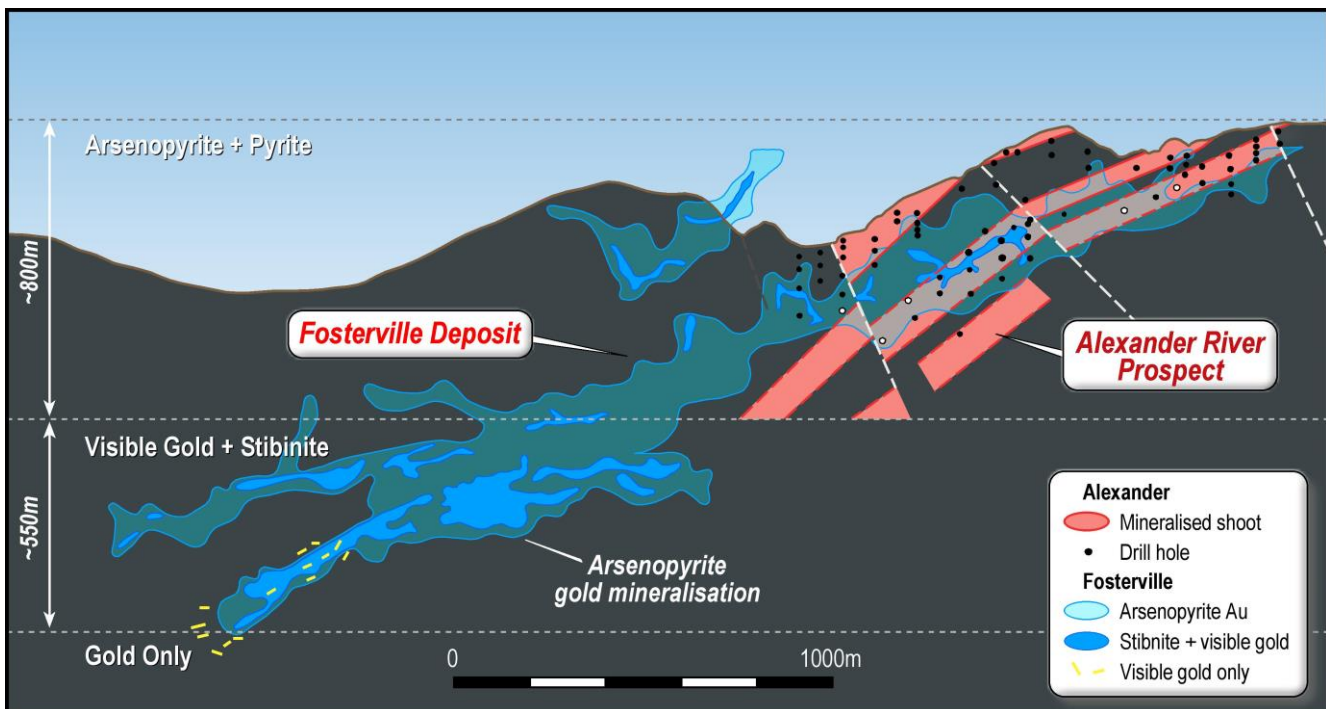 Arsenopyrite + Pyrite
~800m
Fosterville Deposit
Alexander River
Prospect
Visible Gold + Stibinite
~550m
Arsenopyrite
gold mineralisation
Gold Only
0
1000m
Alexander
Mineralised shoot
Drill hole
Fosterville
Arsenopyrite Au
Stibnite + visible gold
Visible gold only